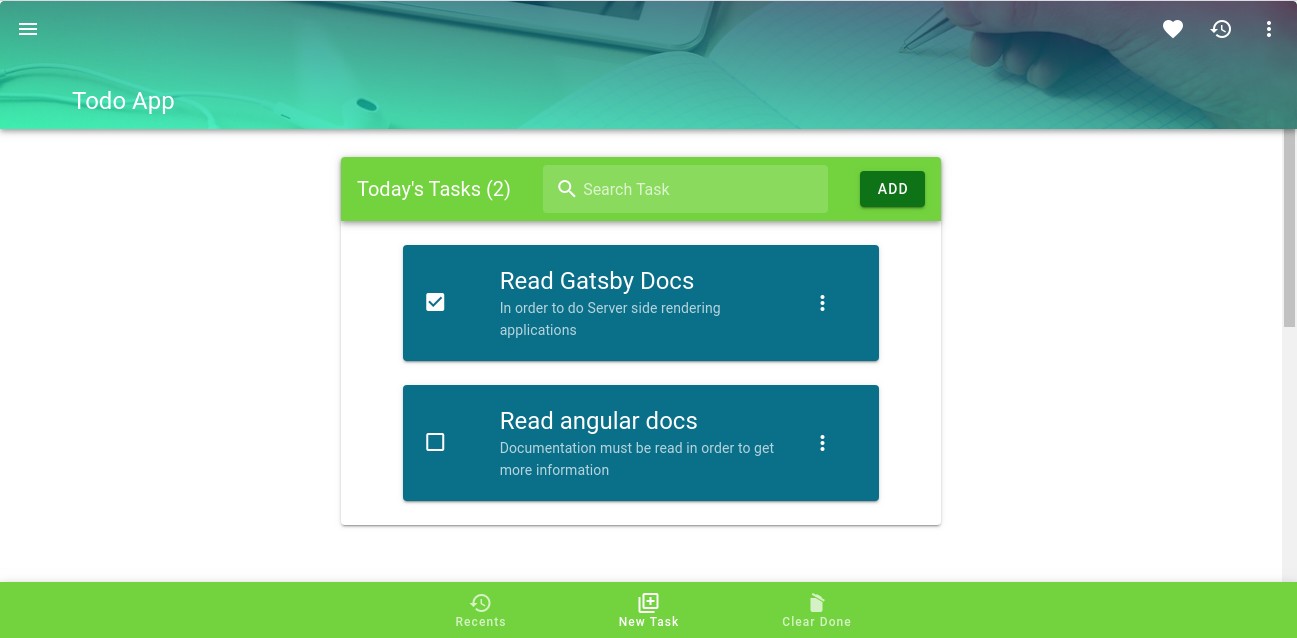 Todo App
Today's Tasks (2)
Search Task
ADD
Read Gatsby Docs
In order to do Server side rendering
applications
Read angular docs
Documentation must be read in order to get
more information
Recents
New Task
Clear Done